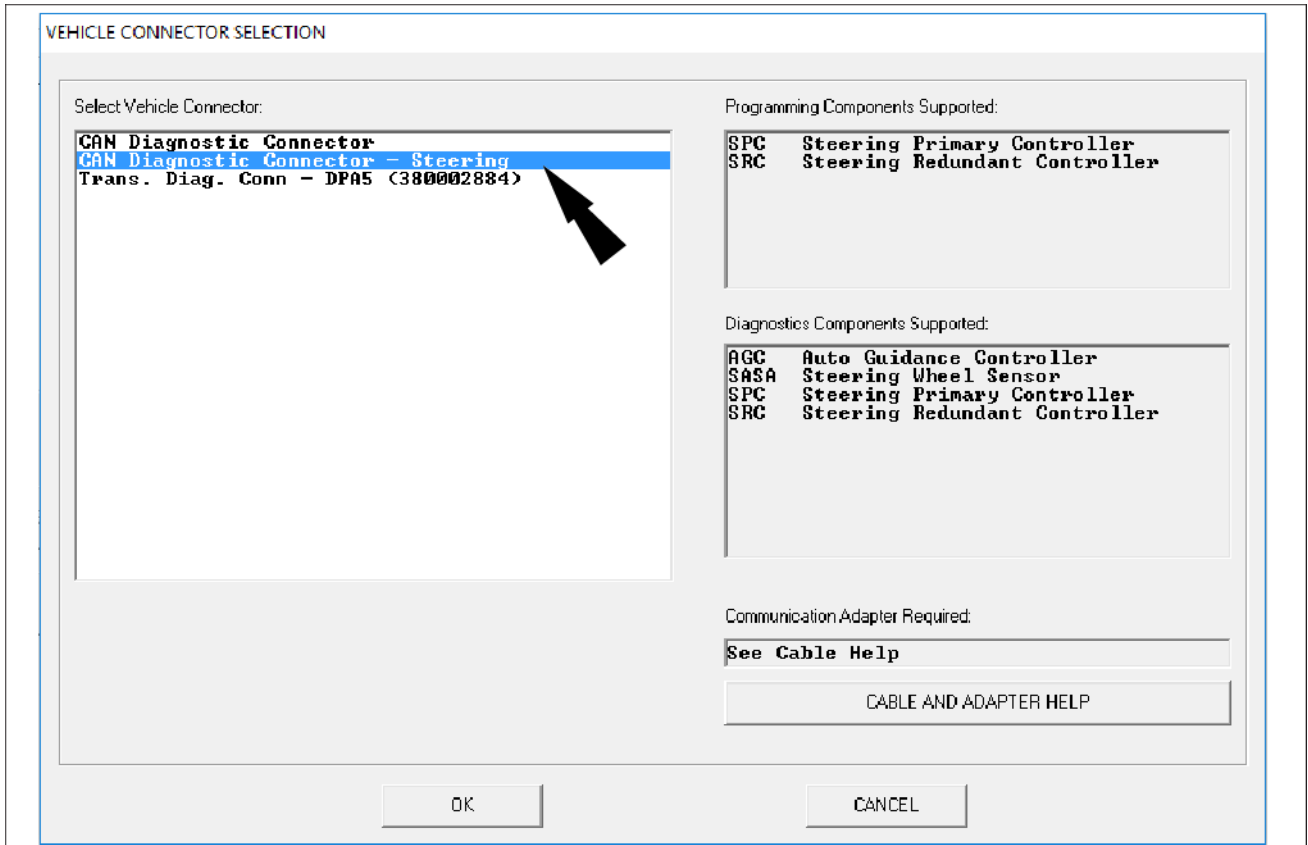 VEHICLE CONNECTOR SELECTION
Select Vehicle Connector:
CAN Diagnostic Connector
CAN Diagnostic Connector - Steering
Trans. Diag. Conn - DPA5 (380002884)
Programming Components Supported:
SPC Steering Primary Controller
SRC Steering Redundant Controller
Diagnostics Components Supported:
AGC Auto Guidance Controller
SASA Steering Wheel Sensor
SPC Steering Primary Controller
SRC Steering Redundant Controller
Communication Adapter Required:
See Cable Help
CABLE AND ADAPTER HELP
OK
CANCEL